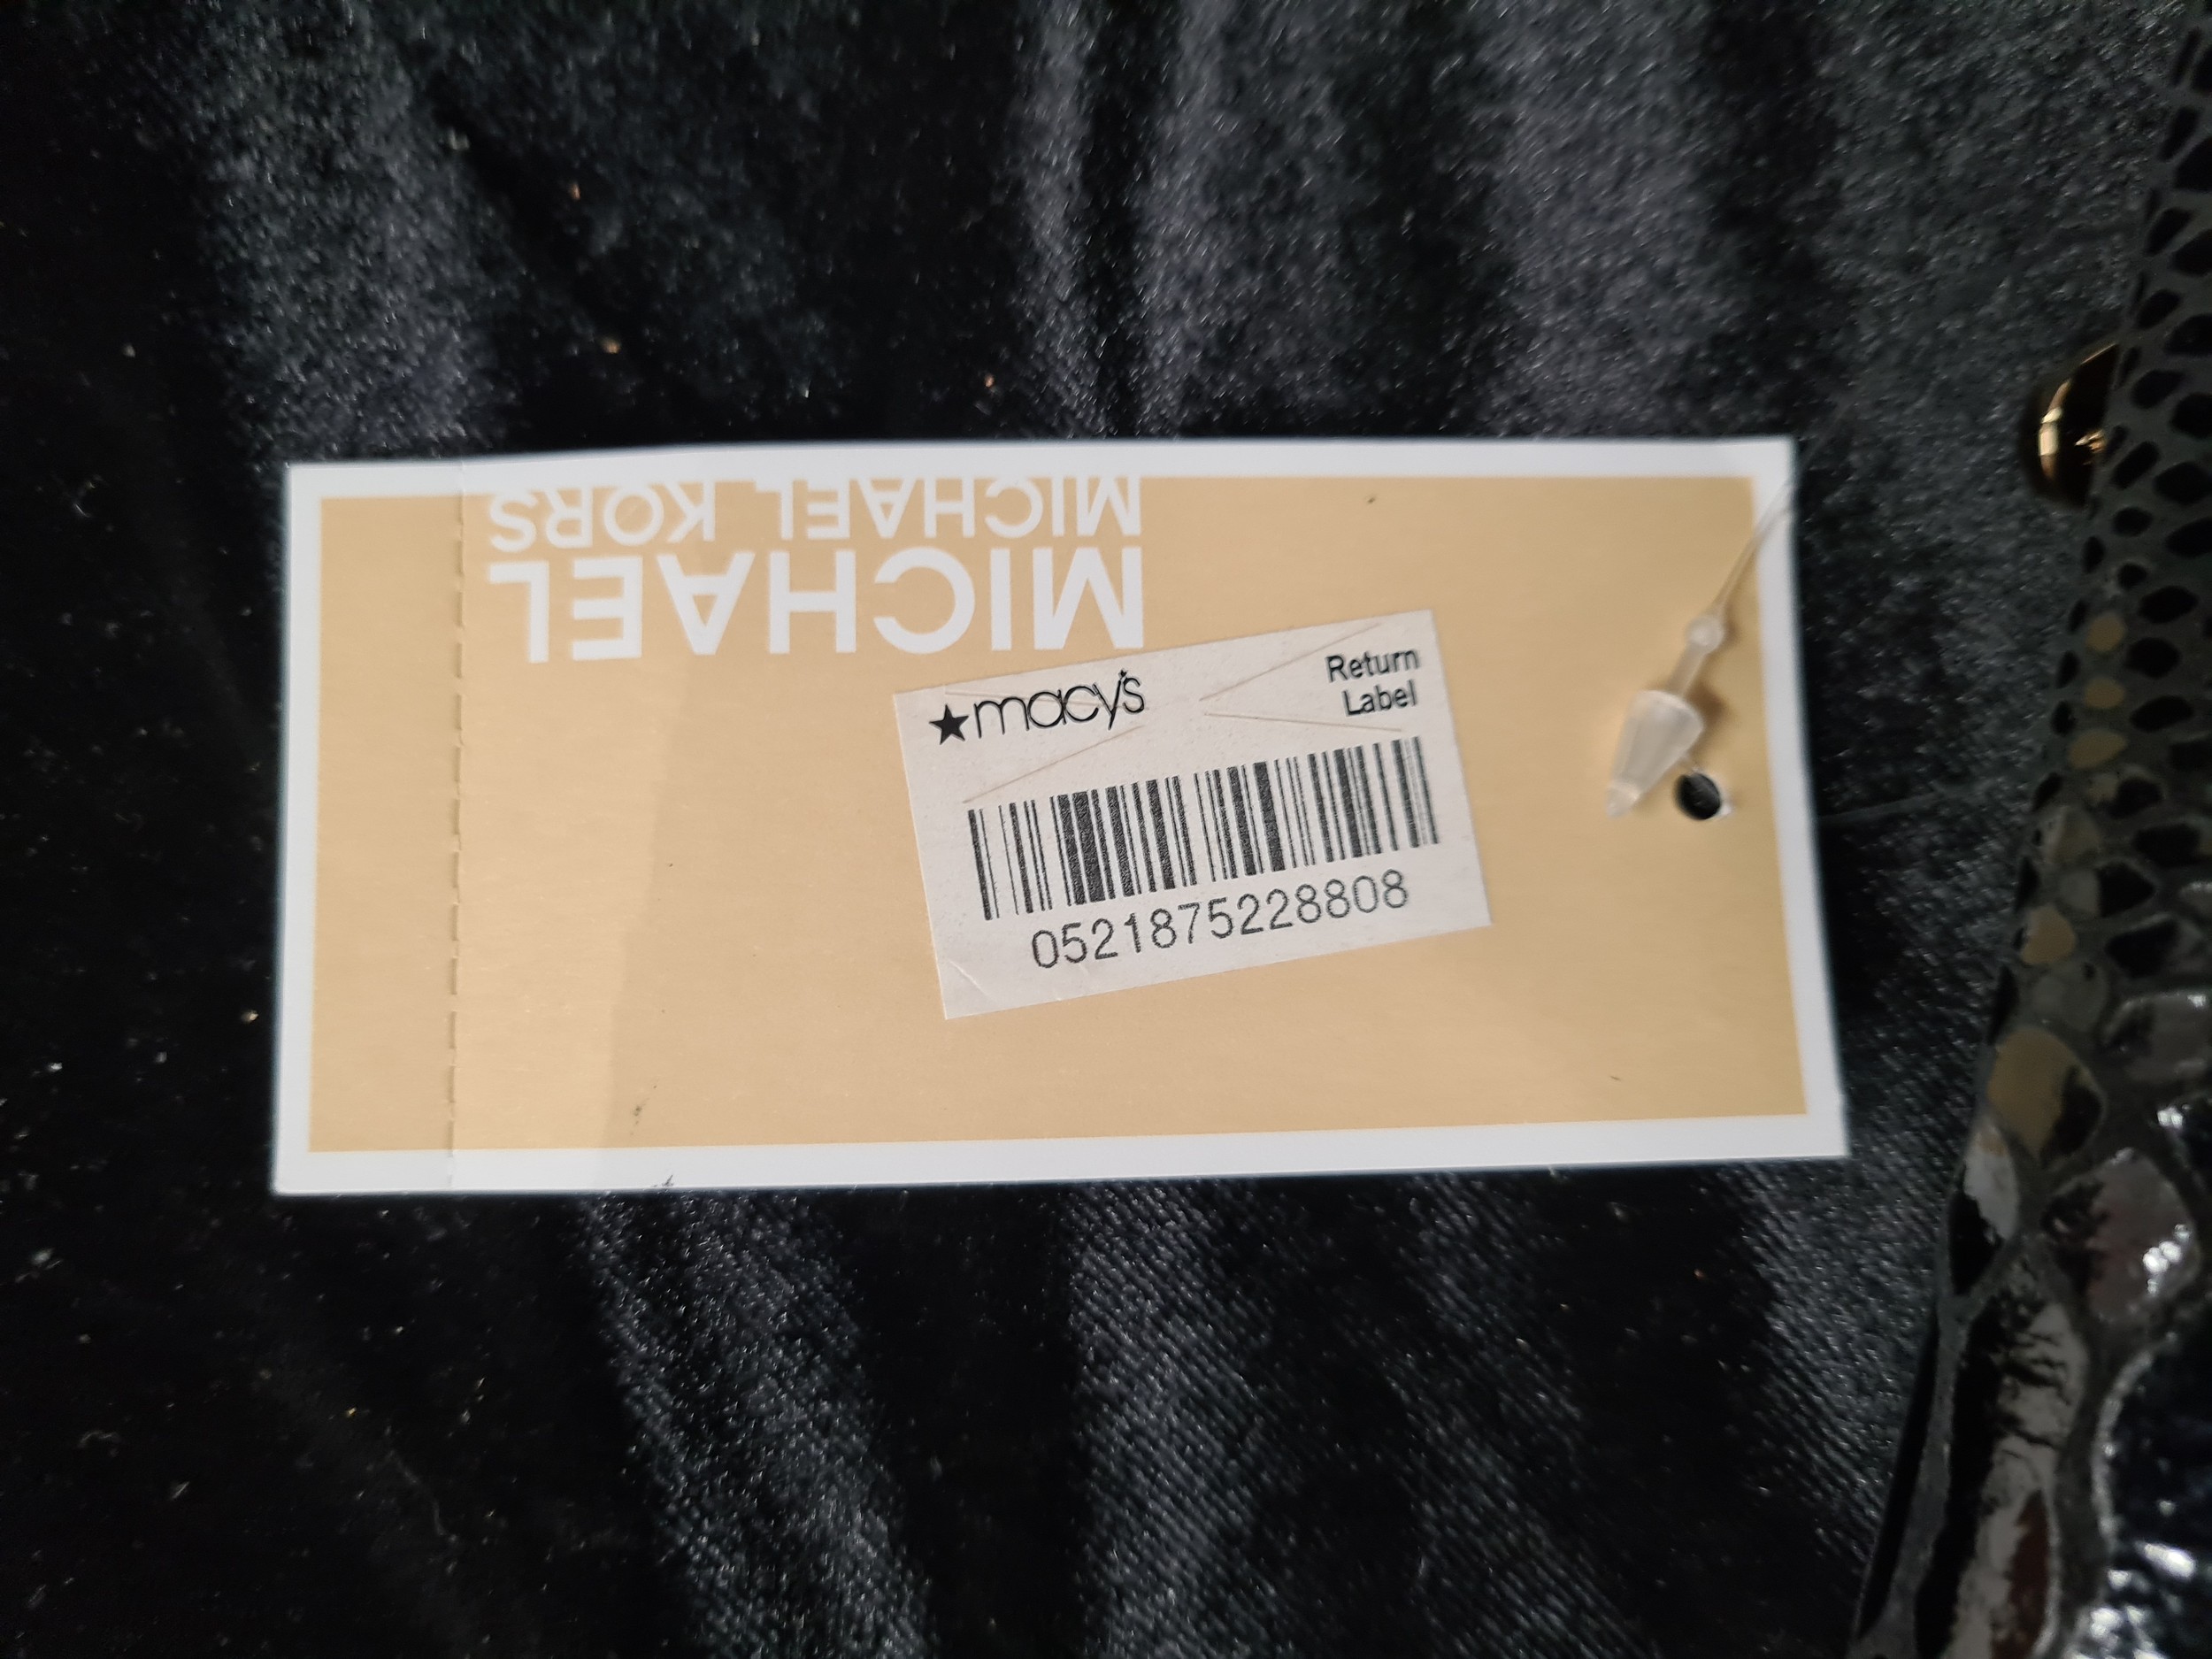 MICHAEL
MICHAEL KORS
macy's
Return
Label
0521875228808